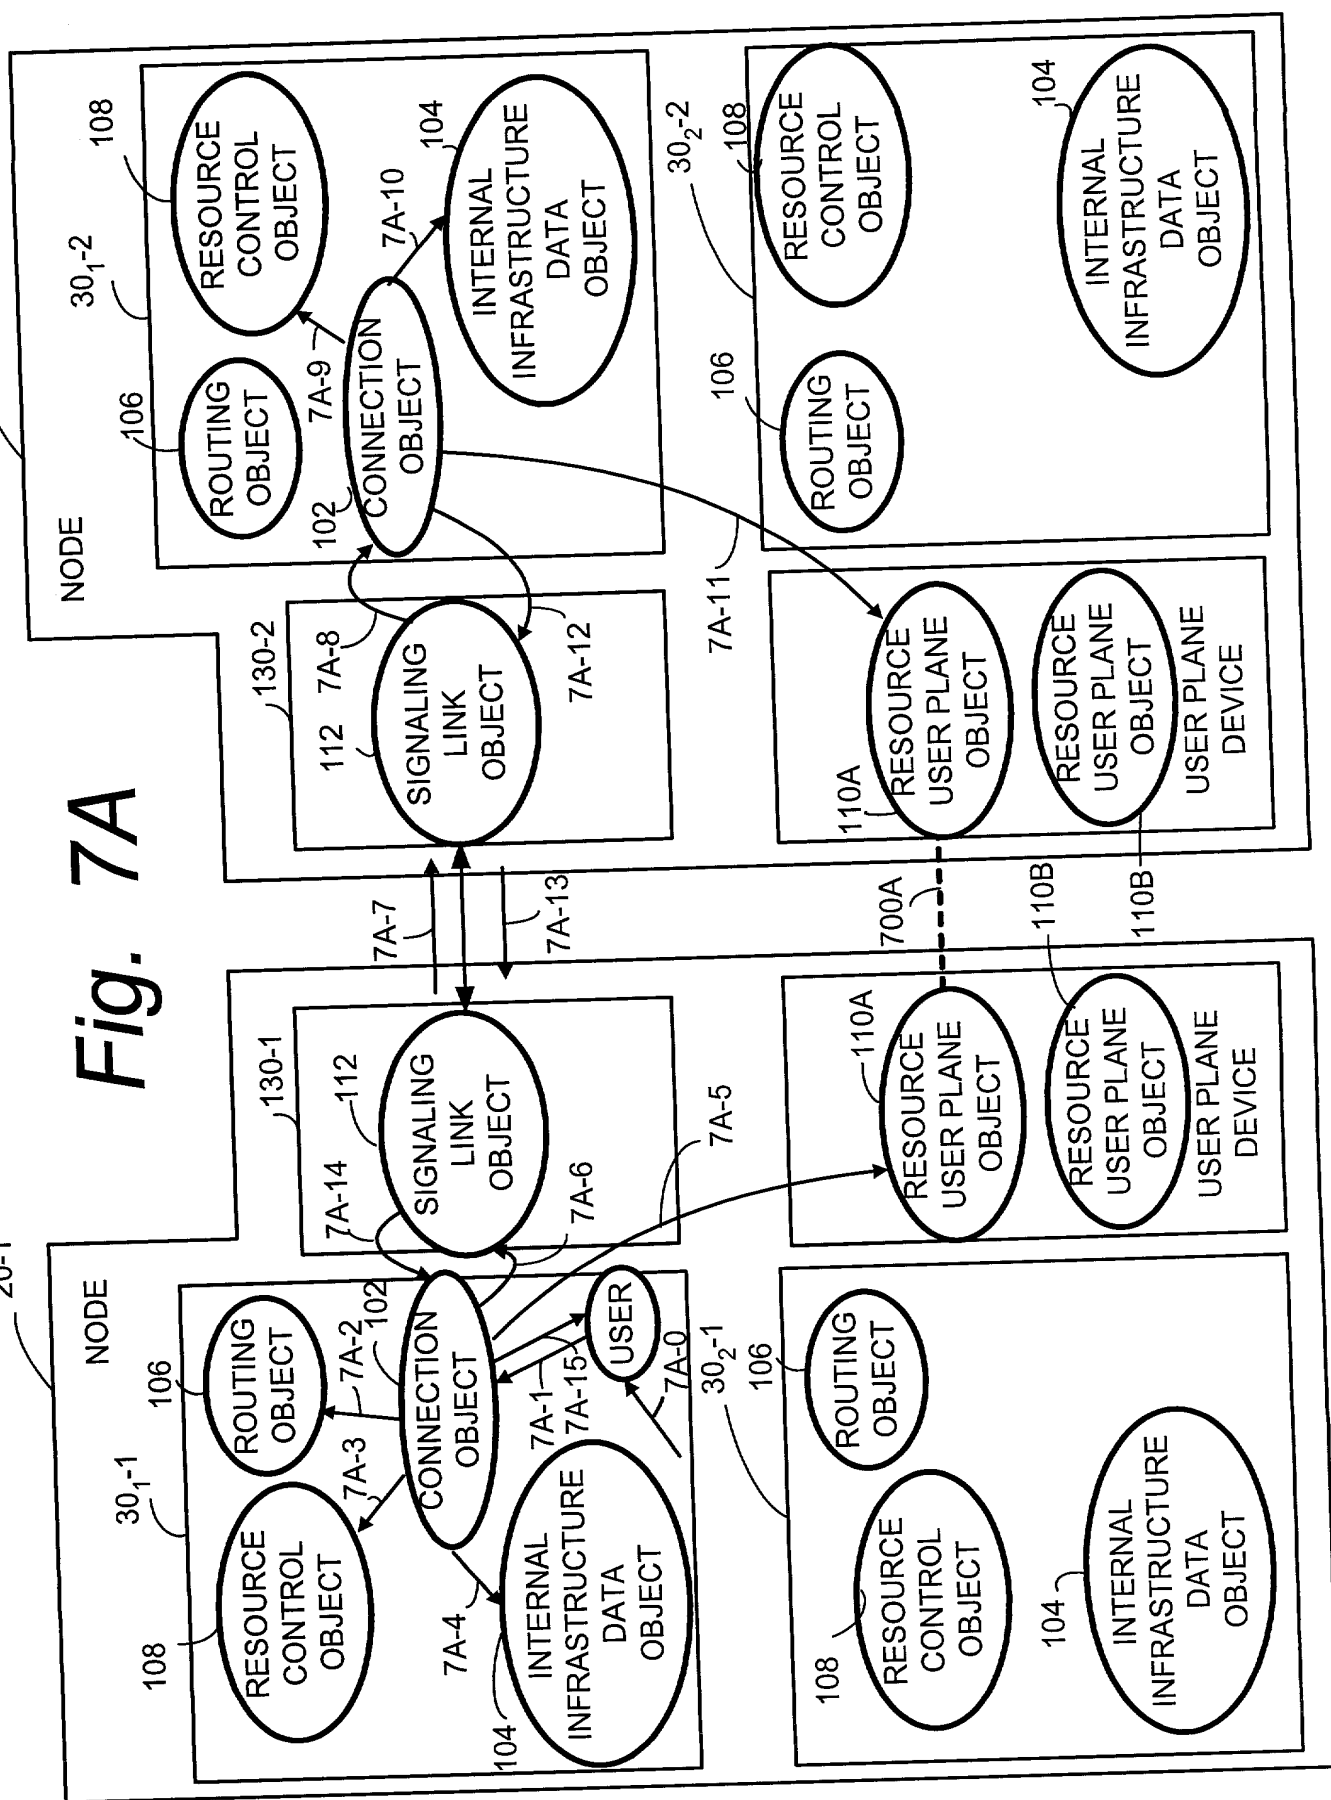 Fig. 7A
NODE
30₁-1
108
RESOURCE
CONTROL
OBJECT
106
ROUTING
OBJECT
7A-3
7A-2
102
CONNECTION
OBJECT
7A-4
104
INTERNAL
INFRASTRUCTURE
DATA
OBJECT
7A-1
7A-15
USER
7A-0
7A-14
7A-6
7A-5
130-1
112
SIGNALING
LINK
OBJECT
30₂-1
108
RESOURCE
CONTROL
OBJECT
106
ROUTING
OBJECT
104
INTERNAL
INFRASTRUCTURE
DATA
OBJECT
110A
RESOURCE
USER PLANE
OBJECT
110B
RESOURCE
USER PLANE
OBJECT
USER PLANE
DEVICE
7A-7
7A-13
700A
NODE
130-2
112
SIGNALING
LINK
OBJECT
7A-8
7A-12
7A-11
30₁-2
106
ROUTING
OBJECT
108
RESOURCE
CONTROL
OBJECT
102
CONNECTION
OBJECT
7A-9
7A-10
104
INTERNAL
INFRASTRUCTURE
DATA
OBJECT
110A
RESOURCE
USER PLANE
OBJECT
110B
RESOURCE
USER PLANE
OBJECT
USER PLANE
DEVICE
30₂-2
106
ROUTING
OBJECT
108
RESOURCE
CONTROL
OBJECT
104
INTERNAL
INFRASTRUCTURE
DATA
OBJECT